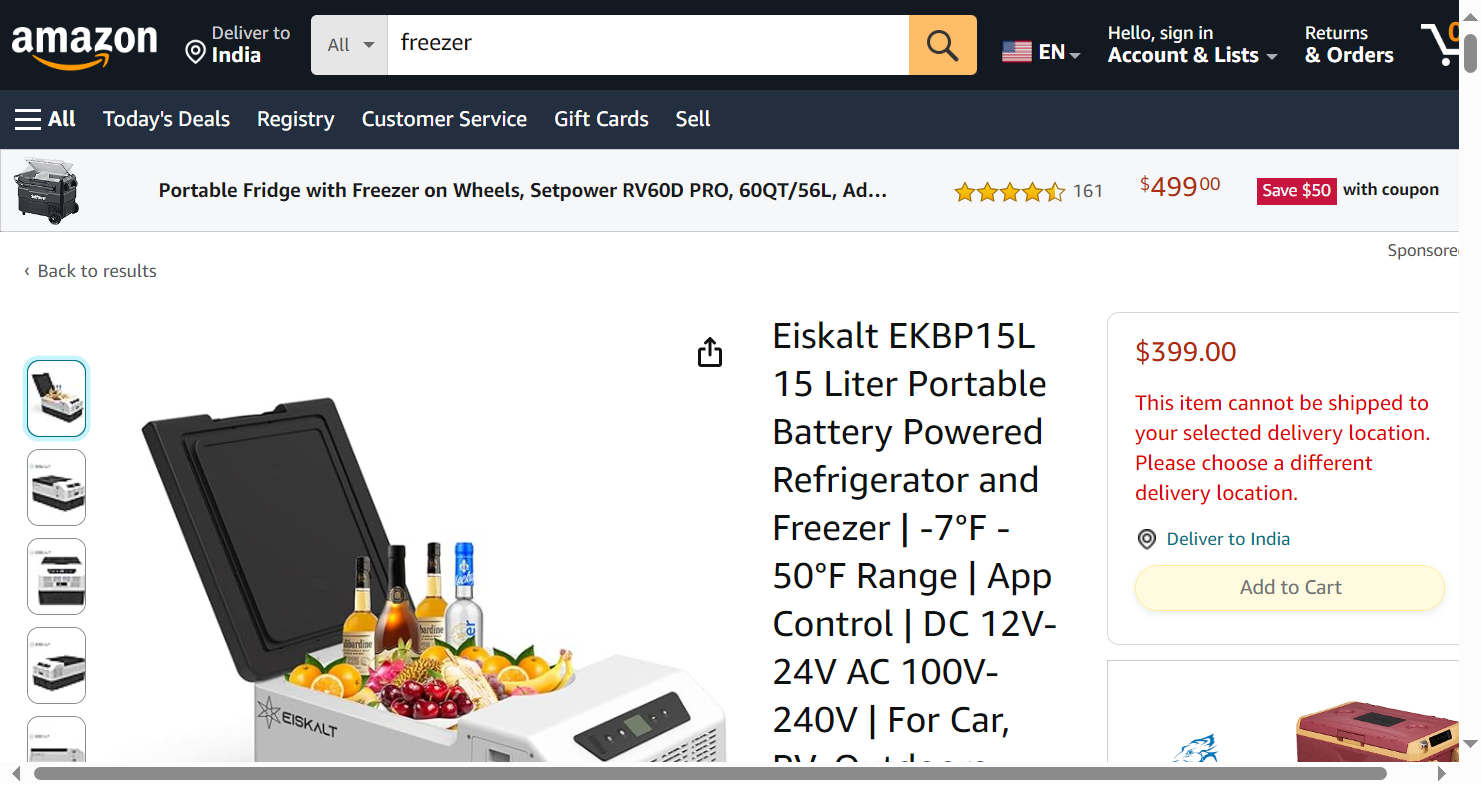 amazon
Deliver to
India
All
freezer
EN
Hello, sign in
Account & Lists
Returns
& Orders
0
All
Today's Deals
Registry
Customer Service
Gift Cards
Sell
Portable Fridge with Freezer on Wheels, Setpower RV60D PRO, 60QT/56L, Ad...
161
$49900
Save $50 with coupon
Sponsore
‹ Back to results
Eiskalt EKBP15L
15 Liter Portable
Battery Powered
Refrigerator and
Freezer | -7°F -
50°F Range | App
Control | DC 12V-
24V AC 100V-
240V | For Car,
RV, Outdoors
EISKALT
$399.00
This item cannot be shipped to
your selected delivery location.
Please choose a different
delivery location.
Deliver to India
Add to Cart